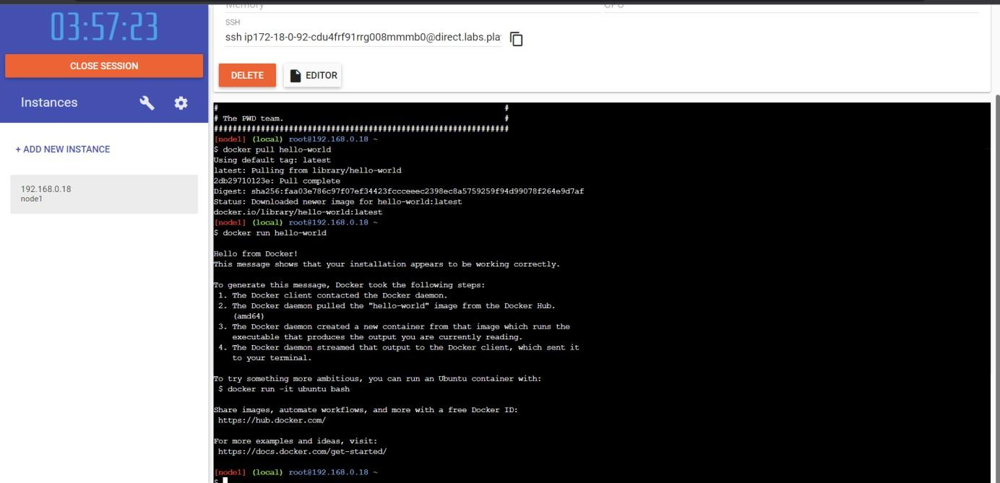 03:57:23
CLOSE SESSION
Instances
+ ADD NEW INSTANCE
192.168.0.18
node1
Memory
CPU
SSH
ssh ip172-18-0-92-cdu4frf91rrg008mmmb0@direct.labs.pla
DELETE
EDITOR
# #
# The PWD team. #
###############################################################
[node1] (local) root@192.168.0.18 ~
$ docker pull hello-world
Using default tag: latest
latest: Pulling from library/hello-world
2db29710123e: Pull complete
Digest: sha256:faa03e786c97f07ef34423fccceeec2398ec8a5759259f94d99078f264e9d7af
Status: Downloaded newer image for hello-world:latest
docker.io/library/hello-world:latest
[node1] (local) root@192.168.0.18 ~
$ docker run hello-world
Hello from Docker!
This message shows that your installation appears to be working correctly.
To generate this message, Docker took the following steps:
1. The Docker client contacted the Docker daemon.
2. The Docker daemon pulled the "hello-world" image from the Docker Hub.
(amd64)
3. The Docker daemon created a new container from that image which runs the
executable that produces the output you are currently reading.
4. The Docker daemon streamed that output to the Docker client, which sent it
to your terminal.
To try something more ambitious, you can run an Ubuntu container with:
$ docker run -it ubuntu bash
Share images, automate workflows, and more with a free Docker ID:
https://hub.docker.com/
For more examples and ideas, visit:
https://docs.docker.com/get-started/
[node1] (local) root@192.168.0.18 ~
$